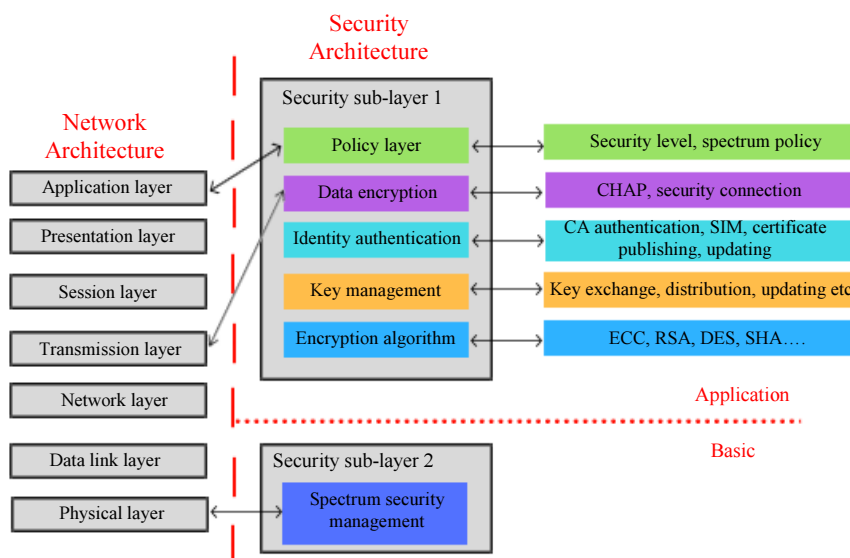 Security
Architecture
Network
Architecture
Application layer
Presentation layer
Session layer
Transmission layer
Network layer
Data link layer
Physical layer
Security sub-layer 1
Policy layer
Data encryption
Identity authentication
Key management
Encryption algorithm
Security level, spectrum policy
CHAP, security connection
CA authentication, SIM, certificate
publishing, updating
Key exchange, distribution, updating etc
ECC, RSA, DES, SHA….
Application
Basic
Security sub-layer 2
Spectrum security
management